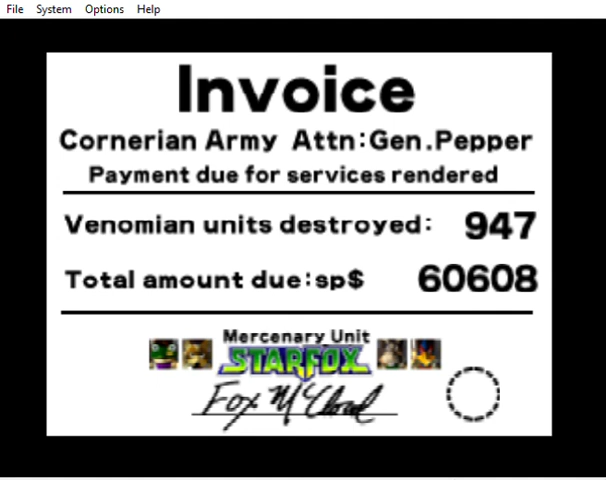 File System Options Help
Invoice
Cornerian Army Attn:Gen.Pepper
Payment due for services rendered
Venomian units destroyed: 947
Total amount due:sp$ 60608
Mercenary Unit
STARFOX
Fox McCloud